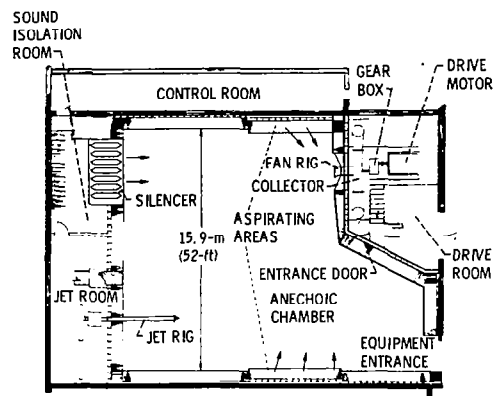 SOUND
ISOLATION
ROOM
CONTROL ROOM
GEAR
BOX
DRIVE
MOTOR
FAN RIG
COLLECTOR
SILENCER
ASPIRATING
AREAS
15.9-m
(52-ft)
DRIVE
ROOM
ENTRANCE DOOR
JET ROOM
ANECHOIC
CHAMBER
JET RIG
EQUIPMENT
ENTRANCE